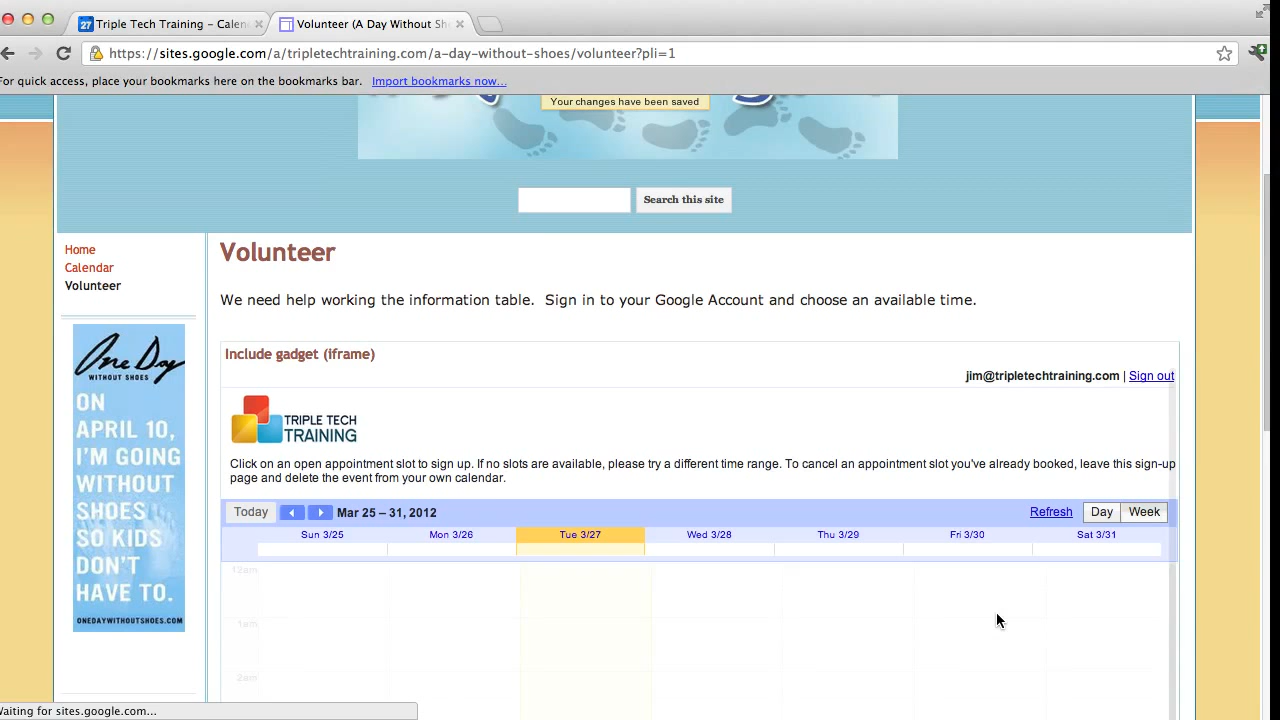 27 Triple Tech Training – Calen
Volunteer (A Day Without Sh
https://sites.google.com/a/tripletechtraining.com/a-day-without-shoes/volunteer?pli=1
For quick access, place your bookmarks here on the bookmarks bar. Import bookmarks now...
Your changes have been saved
Search this site
Home
Calendar
Volunteer
One Day
WITHOUT SHOES
ON
APRIL 10,
I'M GOING
WITHOUT
SHOES
SO KIDS
DON'T
HAVE TO.
ONEDAYWITHOUTSHOES.COM
Volunteer
We need help working the information table. Sign in to your Google Account and choose an available time.
Include gadget (iframe)
jim@tripletechtraining.com | Sign out
TRIPLE TECH
TRAINING
Click on an open appointment slot to sign up. If no slots are available, please try a different time range. To cancel an appointment slot you've already booked, leave this sign-up
page and delete the event from your own calendar.
Today Mar 25 – 31, 2012 Refresh Day Week
Sun 3/25 Mon 3/26 Tue 3/27 Wed 3/28 Thu 3/29 Fri 3/30 Sat 3/31
12am
1am
2am
Waiting for sites.google.com...